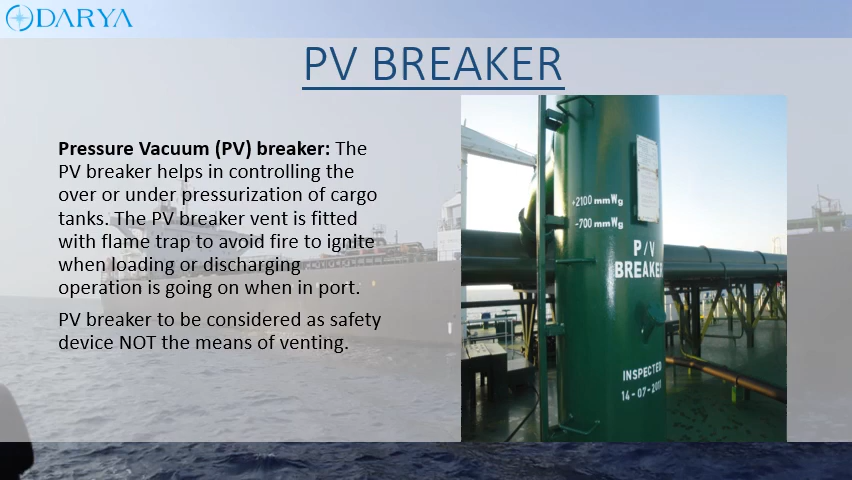 DARYA
PV BREAKER
Pressure Vacuum (PV) breaker: The
PV breaker helps in controlling the
over or under pressurization of cargo
tanks. The PV breaker vent is fitted
with flame trap to avoid fire to ignite
when loading or discharging
operation is going on when in port.
PV breaker to be considered as safety
device NOT the means of venting.
+2100 mmWg
-700 mmWg
P/V
BREAKER
INSPECTED
14-07-2011